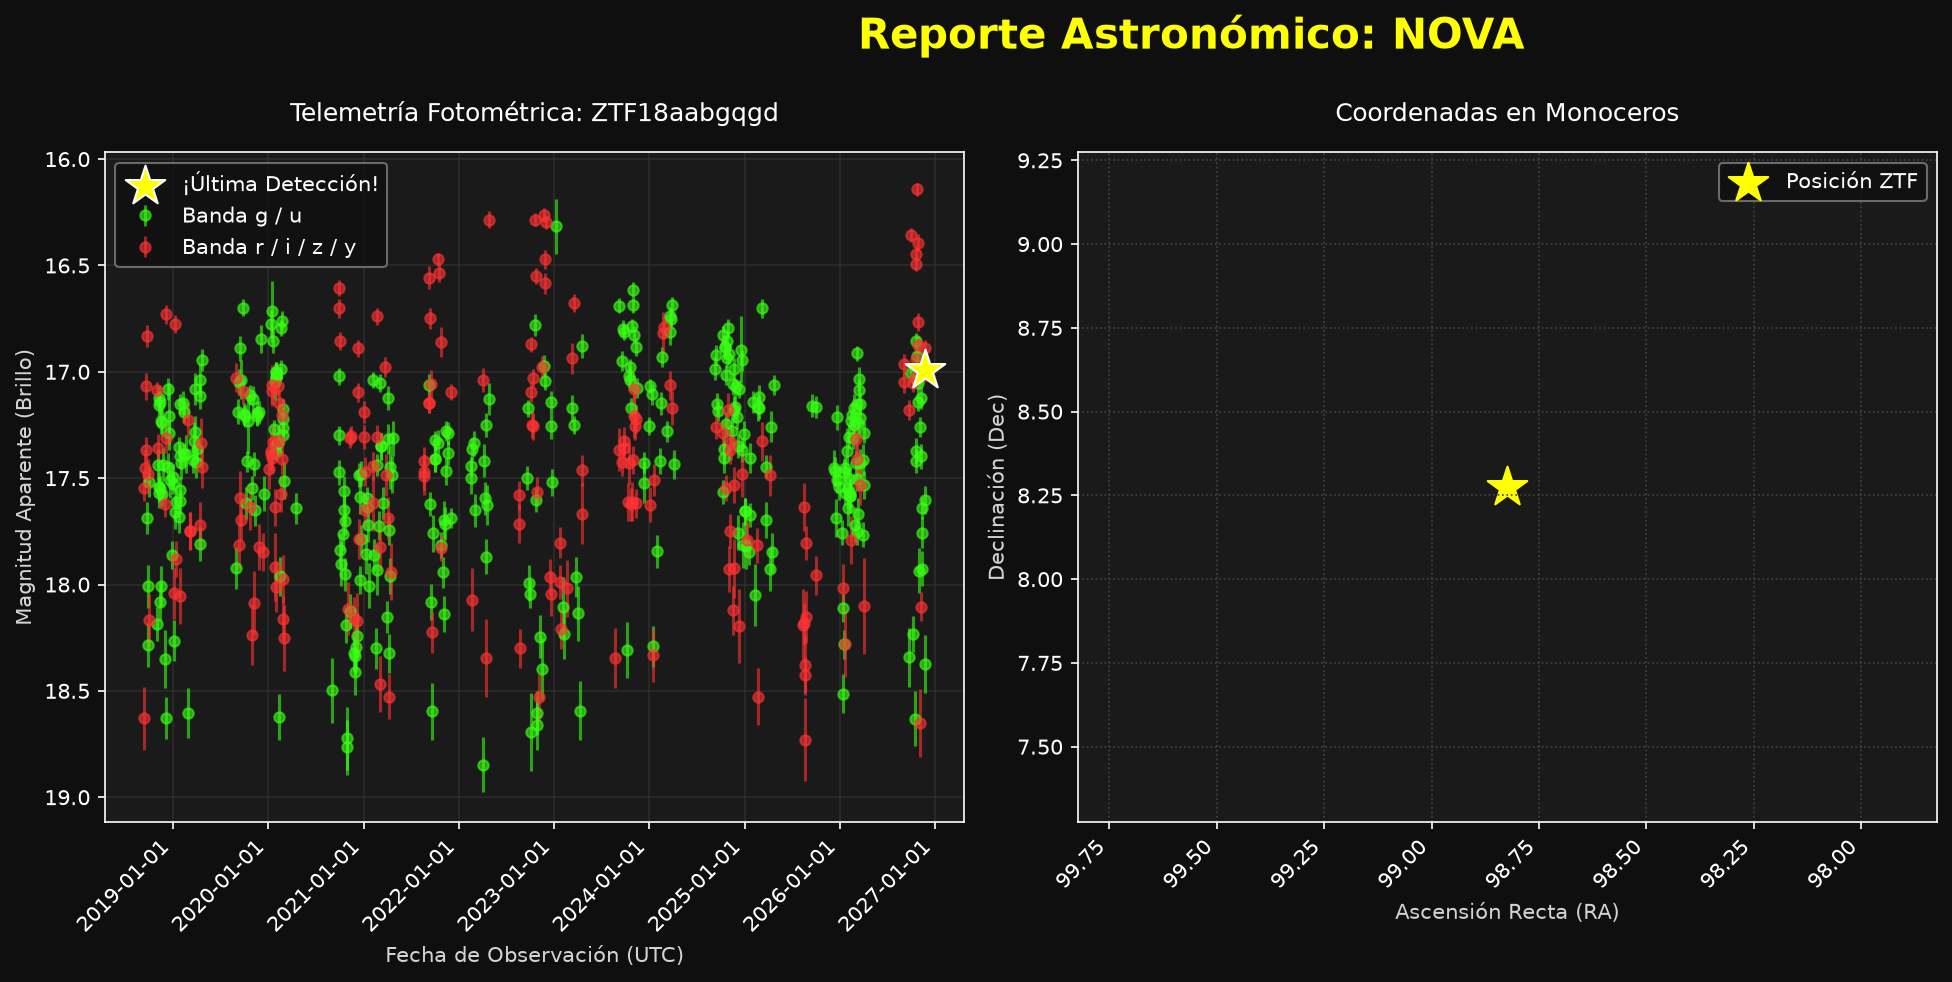 Reporte Astronómico: NOVA
Telemetría Fotométrica: ZTF18aabgqgd
¡Última Detección!
Banda g / u
Banda r / i / z / y
Magnitud Aparente (Brillo)
16.0
16.5
17.0
17.5
18.0
18.5
19.0
2019-01-01
2020-01-01
2021-01-01
2022-01-01
2023-01-01
2024-01-01
2025-01-01
2026-01-01
2027-01-01
Fecha de Observación (UTC)
Coordenadas en Monoceros
Posición ZTF
Declinación (Dec)
9.25
9.00
8.75
8.50
8.25
8.00
7.75
7.50
99.75
99.50
99.25
99.00
98.75
98.50
98.25
98.00
Ascensión Recta (RA)